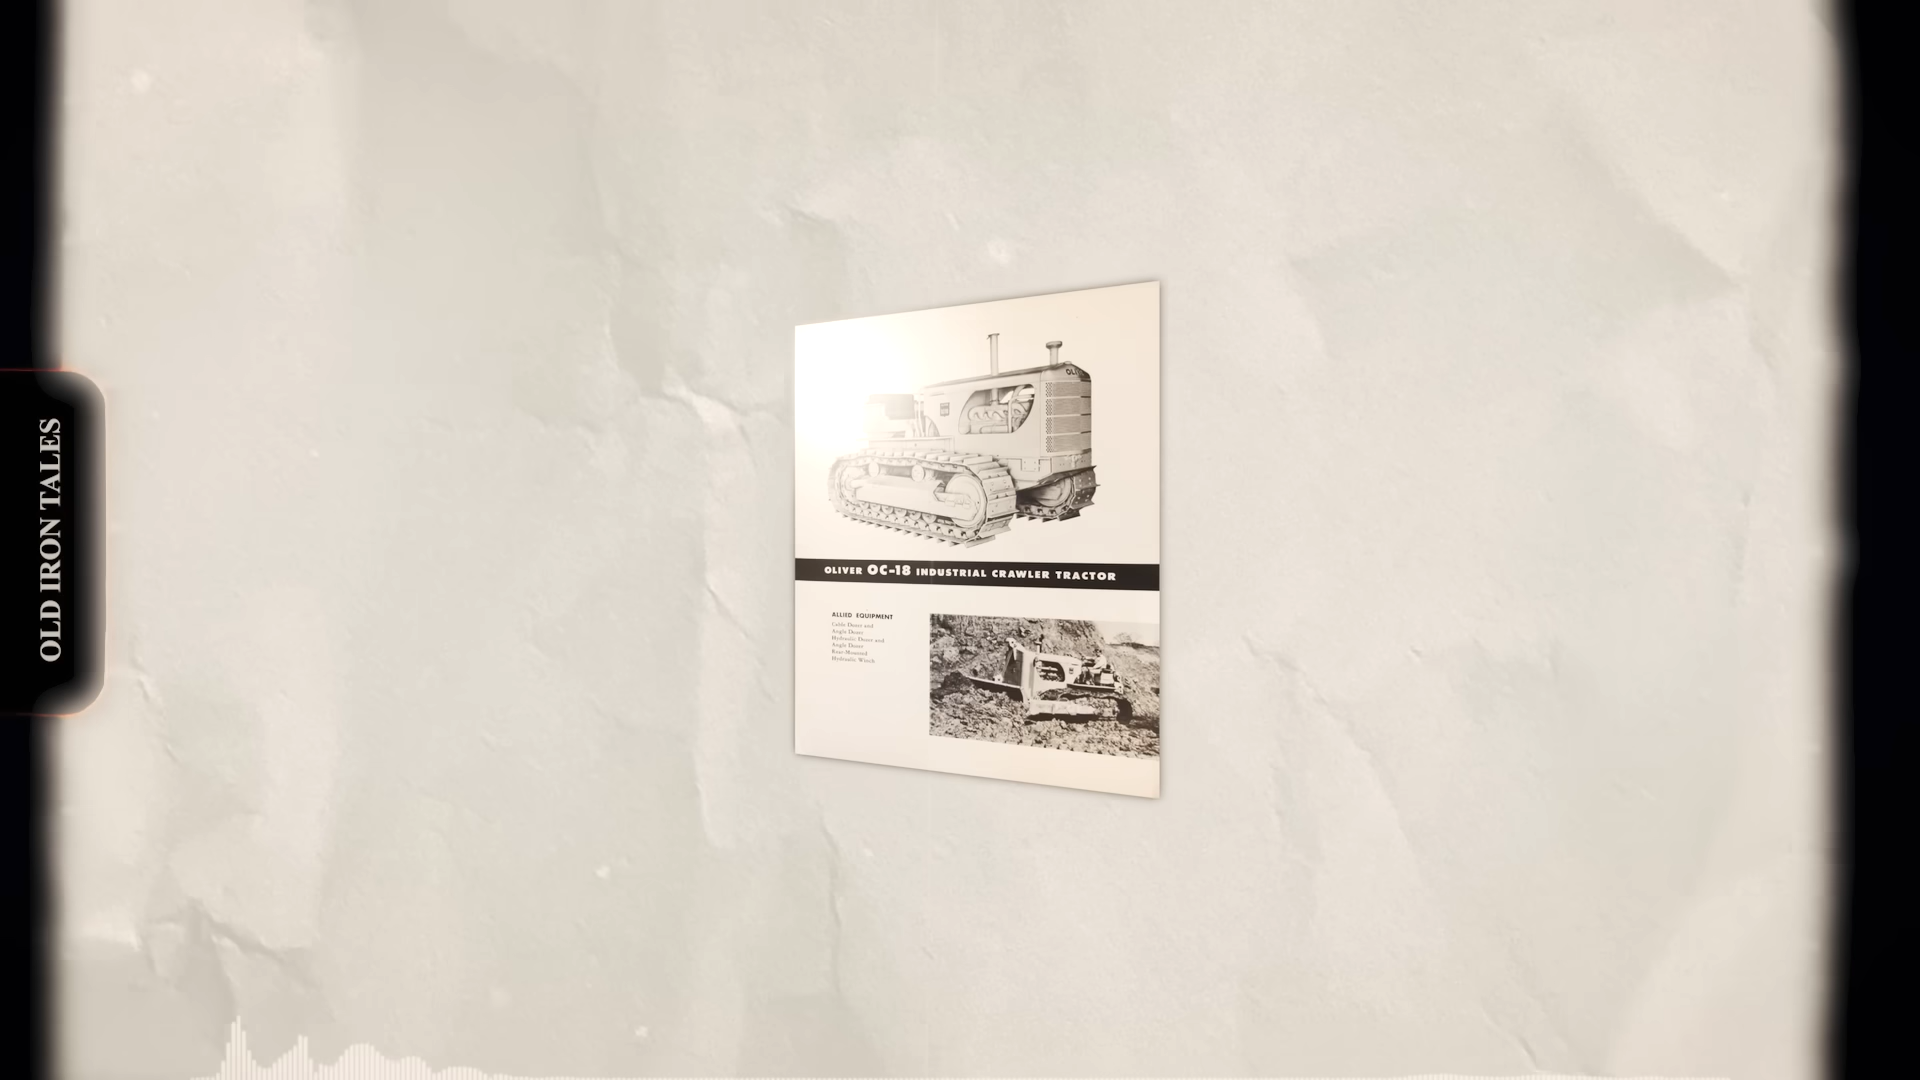 OLD IRON TALES
OLIVER OC-18 INDUSTRIAL CRAWLER TRACTOR
ALLIED EQUIPMENT
Cable Dozer and
Angle Dozer
Hydraulic Dozer and
Angle Dozer
Rear-Mounted
Hydraulic Winch